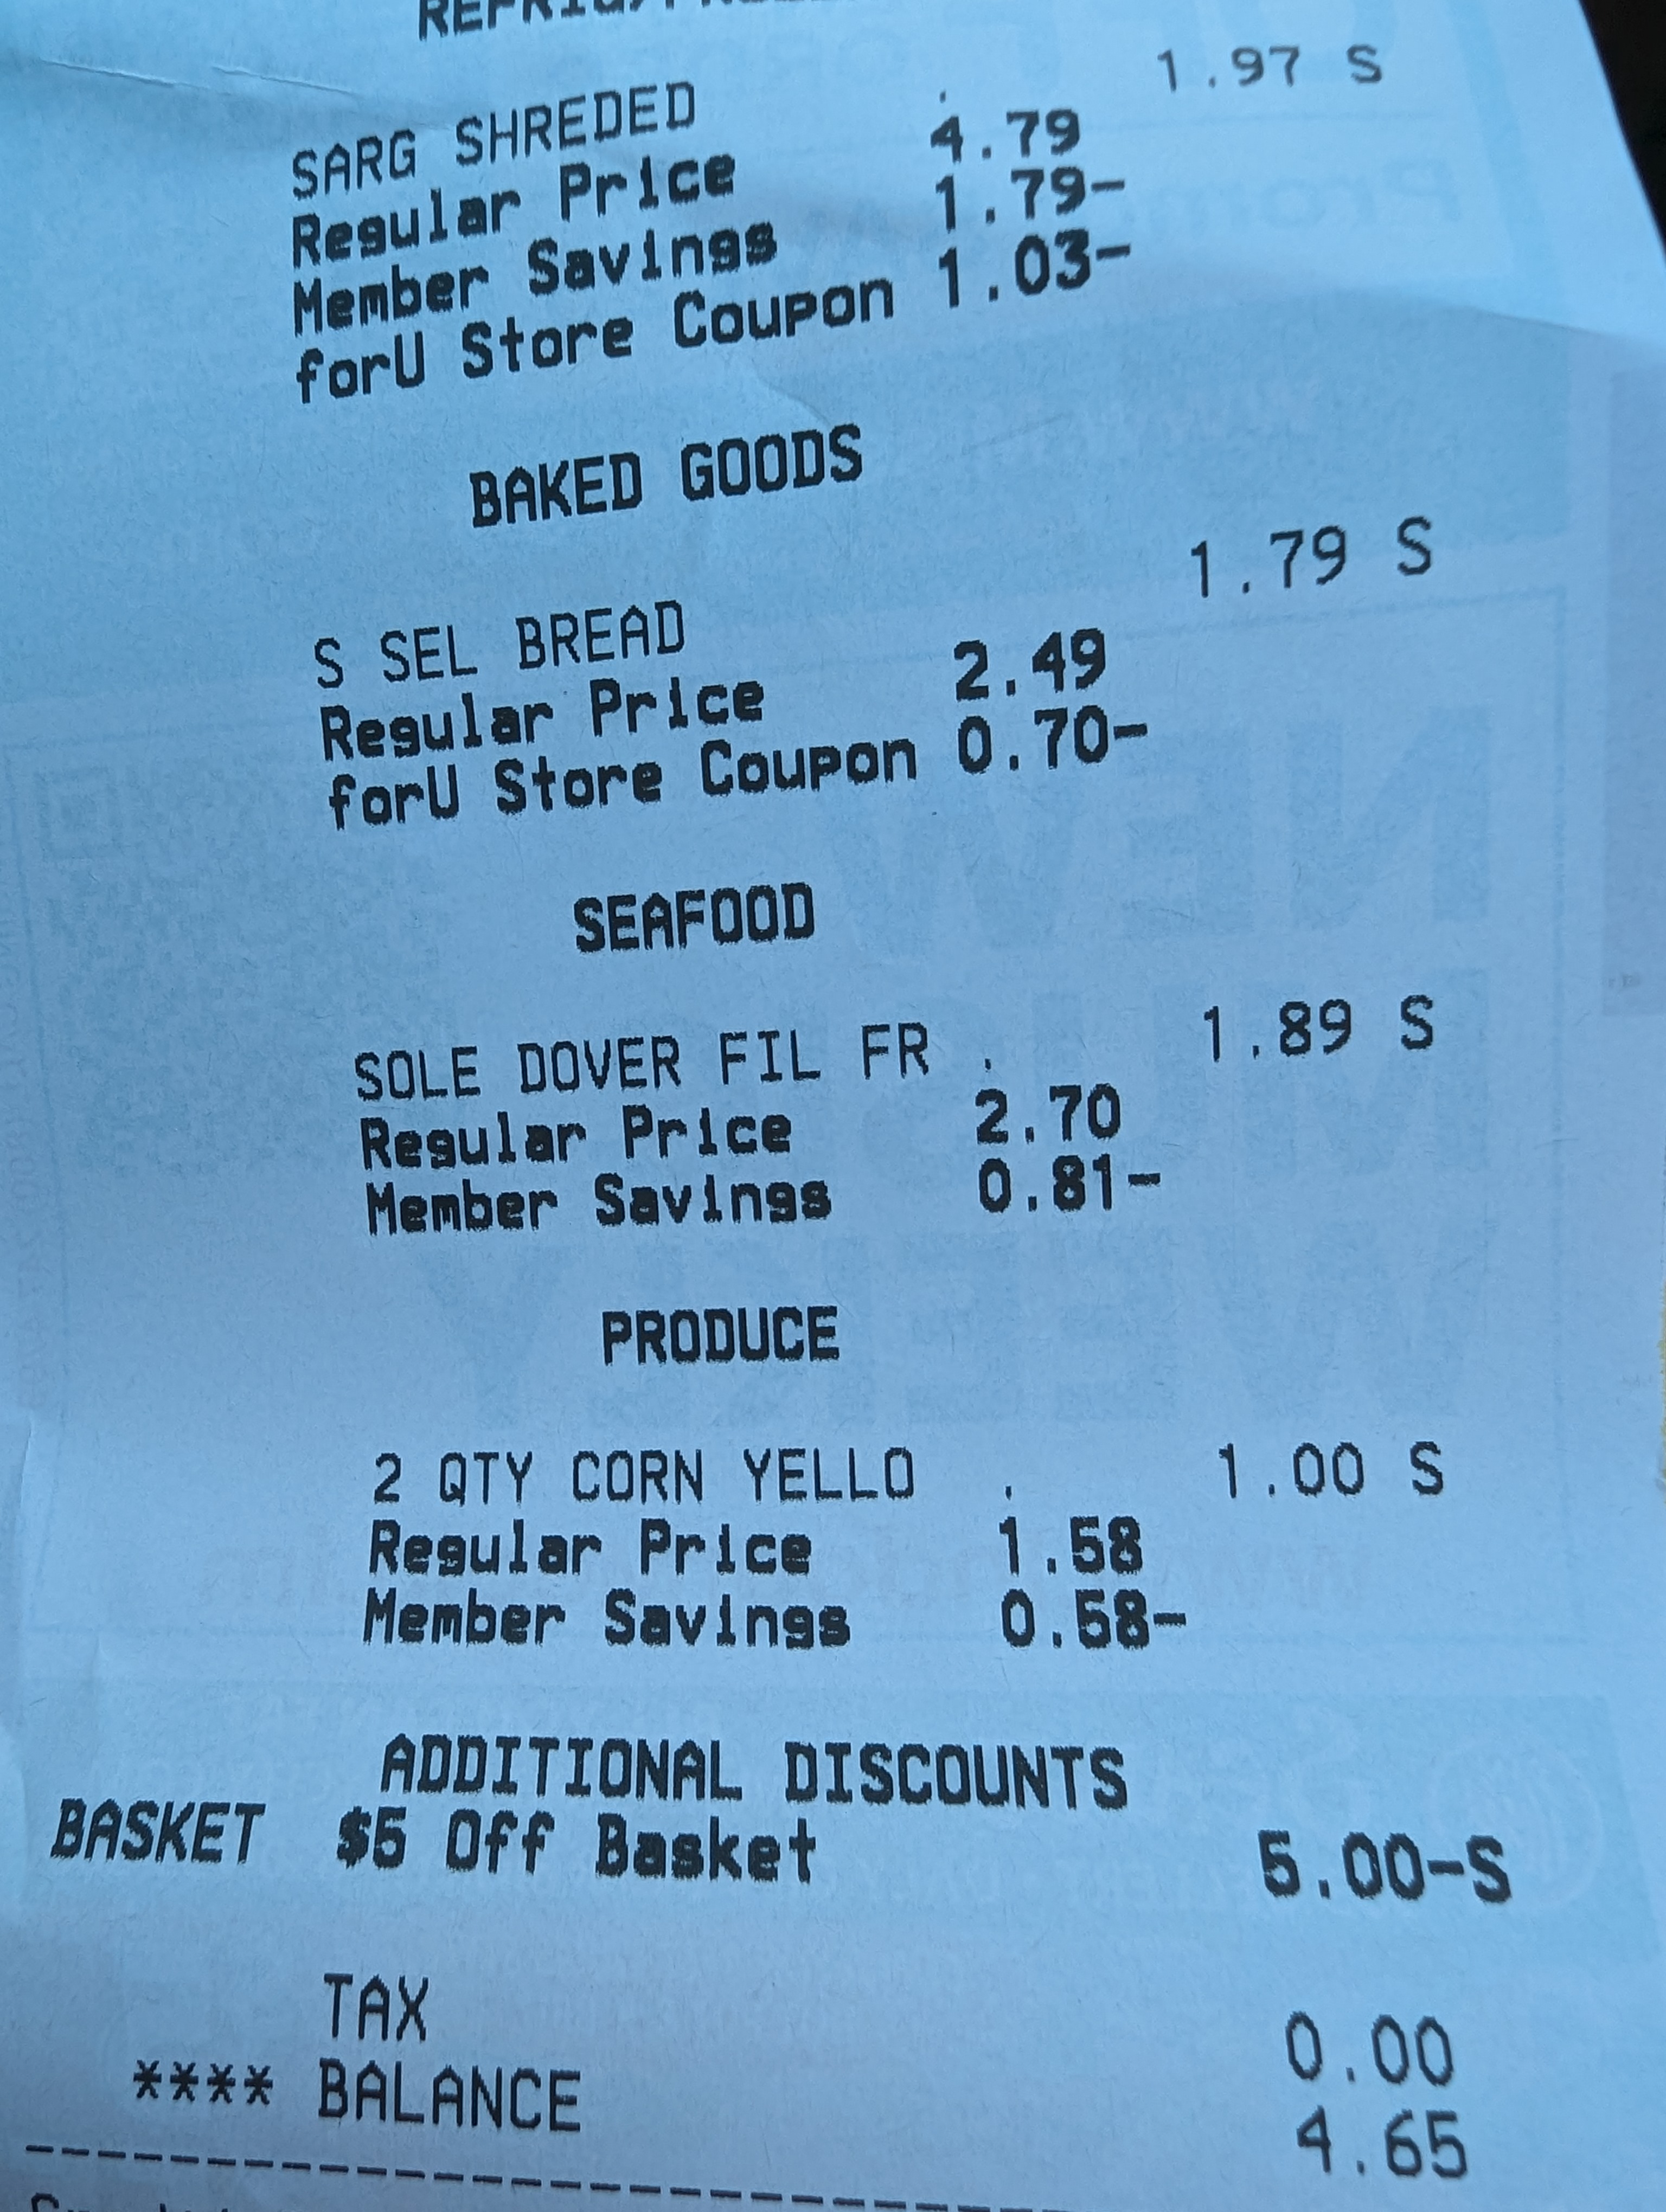 SARG SHREDED . 1.97 S
Regular Price 4.79
Member Savings 1.79-
forU Store Coupon 1.03-
BAKED GOODS
S SEL BREAD 1.79 S
Regular Price 2.49
forU Store Coupon 0.70-
SEAFOOD
SOLE DOVER FIL FR . 1.89 S
Regular Price 2.70
Member Savings 0.81-
PRODUCE
2 QTY CORN YELLO . 1.00 S
Regular Price 1.58
Member Savings 0.58-
ADDITIONAL DISCOUNTS
BASKET $5 Off Basket 5.00-S
TAX 0.00
**** BALANCE 4.65